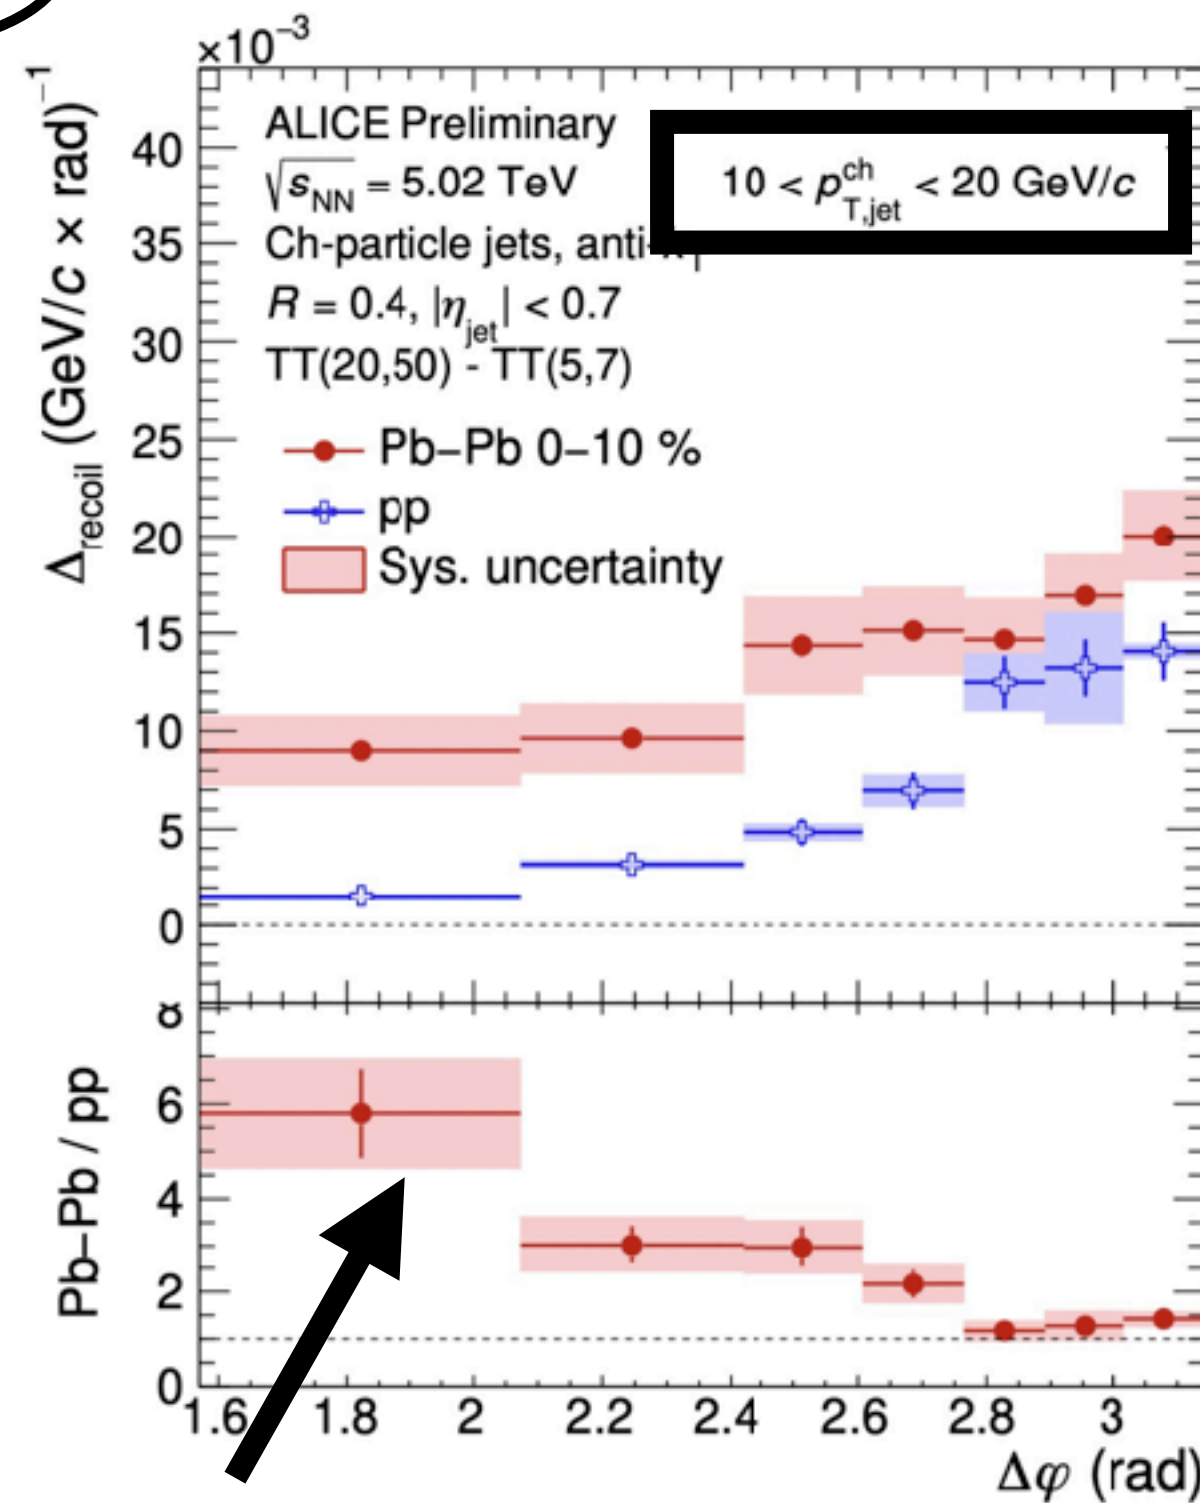 ×10⁻³
Δrecoil (GeV/c × rad)⁻¹
ALICE Preliminary
√sNN = 5.02 TeV
10 < p ch T,jet < 20 GeV/c
Ch-particle jets, anti-
R = 0.4, |ηjet| < 0.7
TT(20,50) - TT(5,7)
Pb–Pb 0–10 %
pp
Sys. uncertainty
40
35
30
25
20
15
10
5
0
Pb–Pb / pp
8
6
4
2
0
1.6 1.8 2 2.2 2.4 2.6 2.8 3
Δφ (rad)